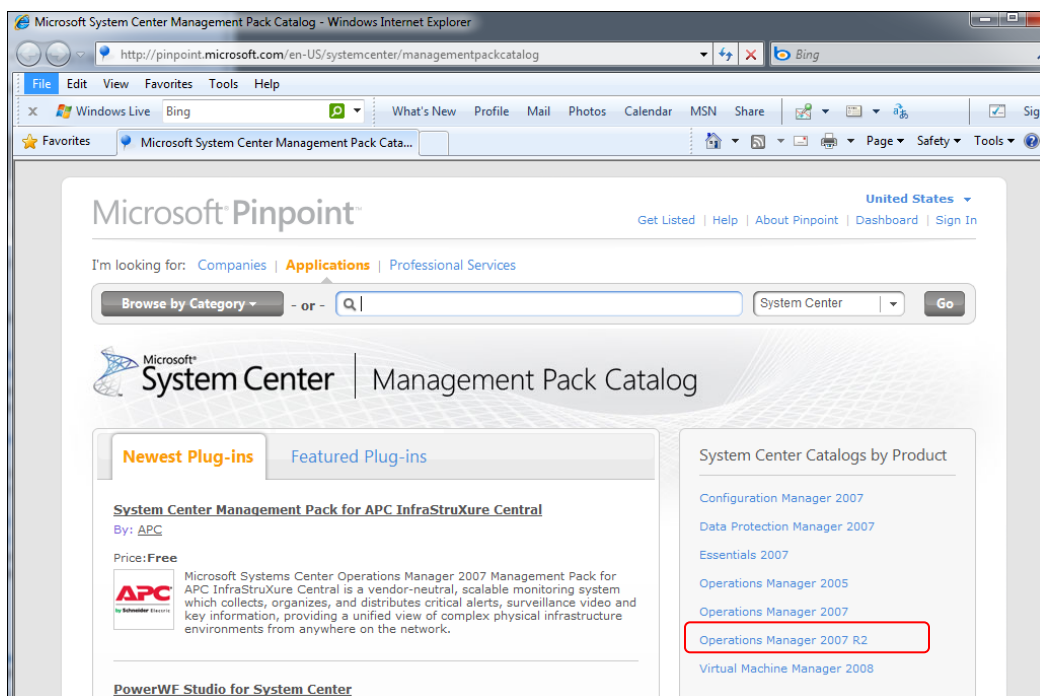 Microsoft System Center Management Pack Catalog - Windows Internet Explorer
http://pinpoint.microsoft.com/en-US/systemcenter/managementpackcatalog
Bing
File Edit View Favorites Tools Help
x Windows Live Bing What's New Profile Mail Photos Calendar MSN Share Sig
Favorites Microsoft System Center Management Pack Cata... Page Safety Tools
Microsoft® Pinpoint™
United States
Get Listed | Help | About Pinpoint | Dashboard | Sign In
I'm looking for: Companies | Applications | Professional Services
Browse by Category - or - System Center Go
Microsoft®
System Center | Management Pack Catalog
Newest Plug-ins Featured Plug-ins
System Center Management Pack for APC InfraStruXure Central
By: APC
Price:Free
APC
by Schneider Electric
Microsoft Systems Center Operations Manager 2007 Management Pack for
APC InfraStruXure Central is a vendor-neutral, scalable monitoring system
which collects, organizes, and distributes critical alerts, surveillance video and
key information, providing a unified view of complex physical infrastructure
environments from anywhere on the network.
PowerWF Studio for System Center
System Center Catalogs by Product
Configuration Manager 2007
Data Protection Manager 2007
Essentials 2007
Operations Manager 2005
Operations Manager 2007
Operations Manager 2007 R2
Virtual Machine Manager 2008